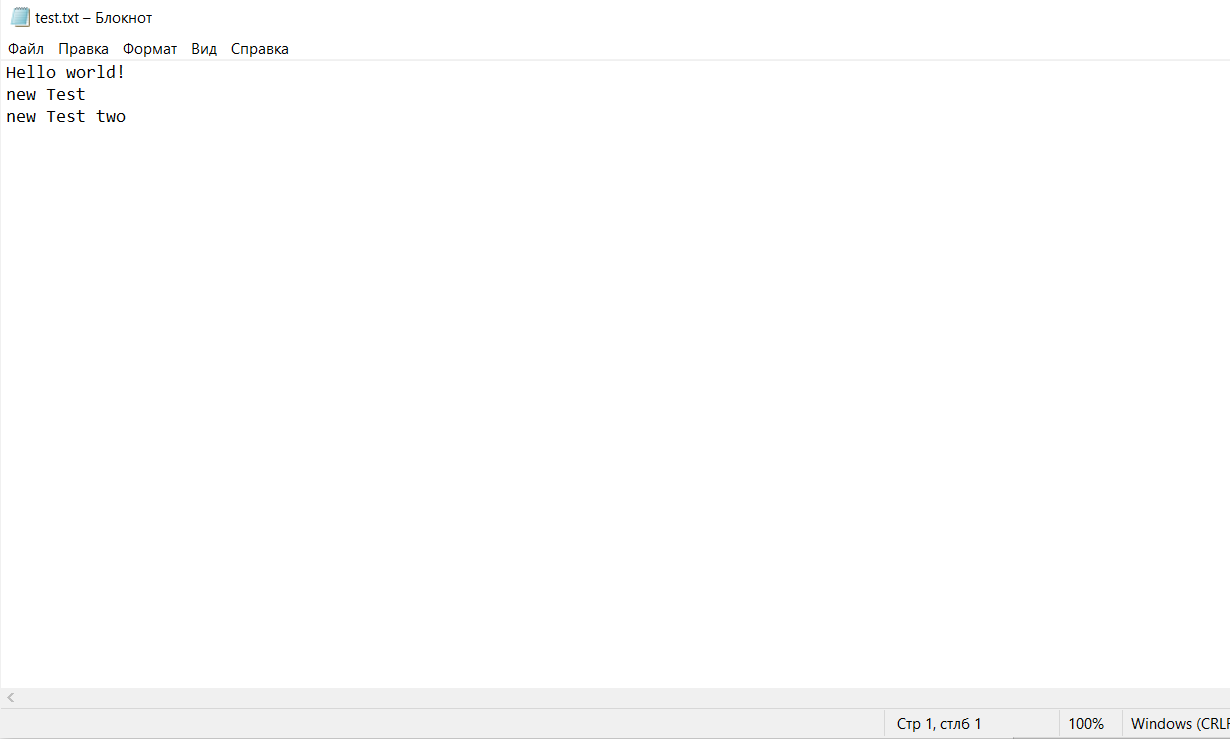 test.txt – Блокнот
Файл Правка Формат Вид Справка
Hello world!
new Test
new Test two
Стр 1, стлб 1 100% Windows (CRLF